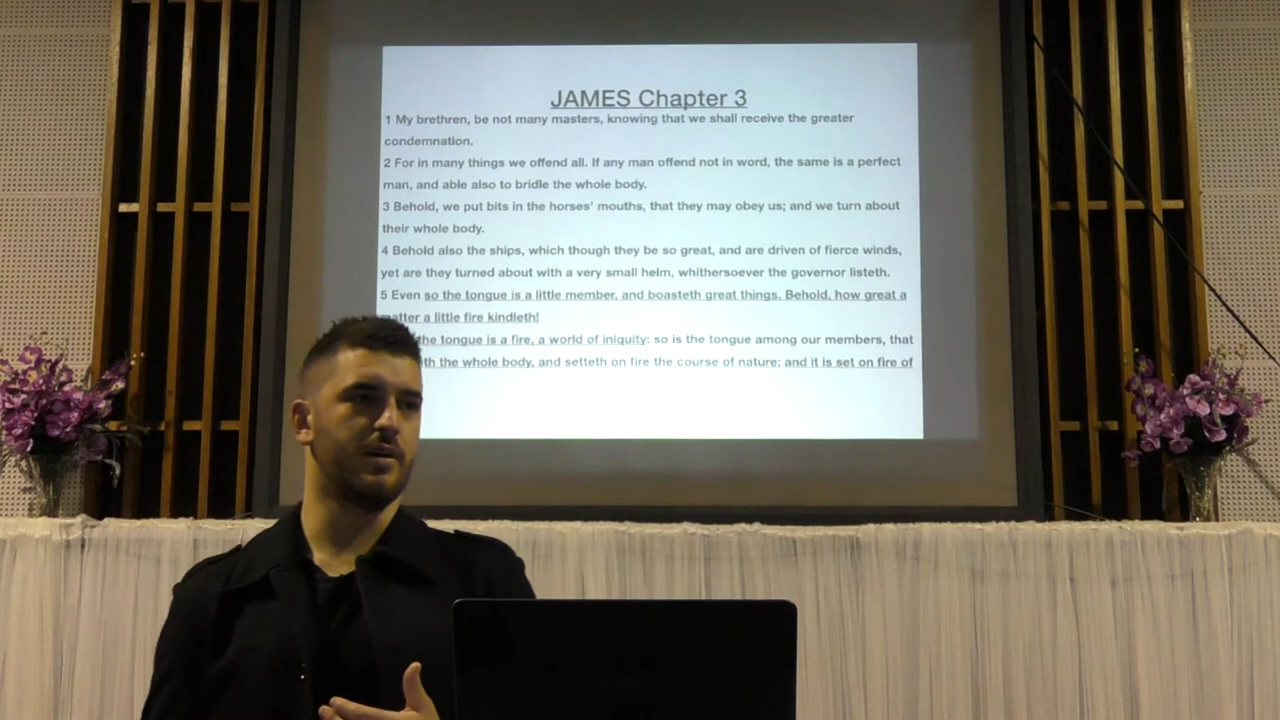 JAMES Chapter 3
1 My brethren, be not many masters, knowing that we shall receive the greater
condemnation.
2 For in many things we offend all. If any man offend not in word, the same is a perfect
man, and able also to bridle the whole body.
3 Behold, we put bits in the horses' mouths, that they may obey us; and we turn about
their whole body.
4 Behold also the ships, which though they be so great, and are driven of fierce winds,
yet are they turned about with a very small helm, whithersoever the governor listeth.
5 Even so the tongue is a little member, and boasteth great things. Behold, how great a
matter a little fire kindleth!
the tongue is a fire, a world of iniquity: so is the tongue among our members, that
the whole body, and setteth on fire the course of nature; and it is set on fire of